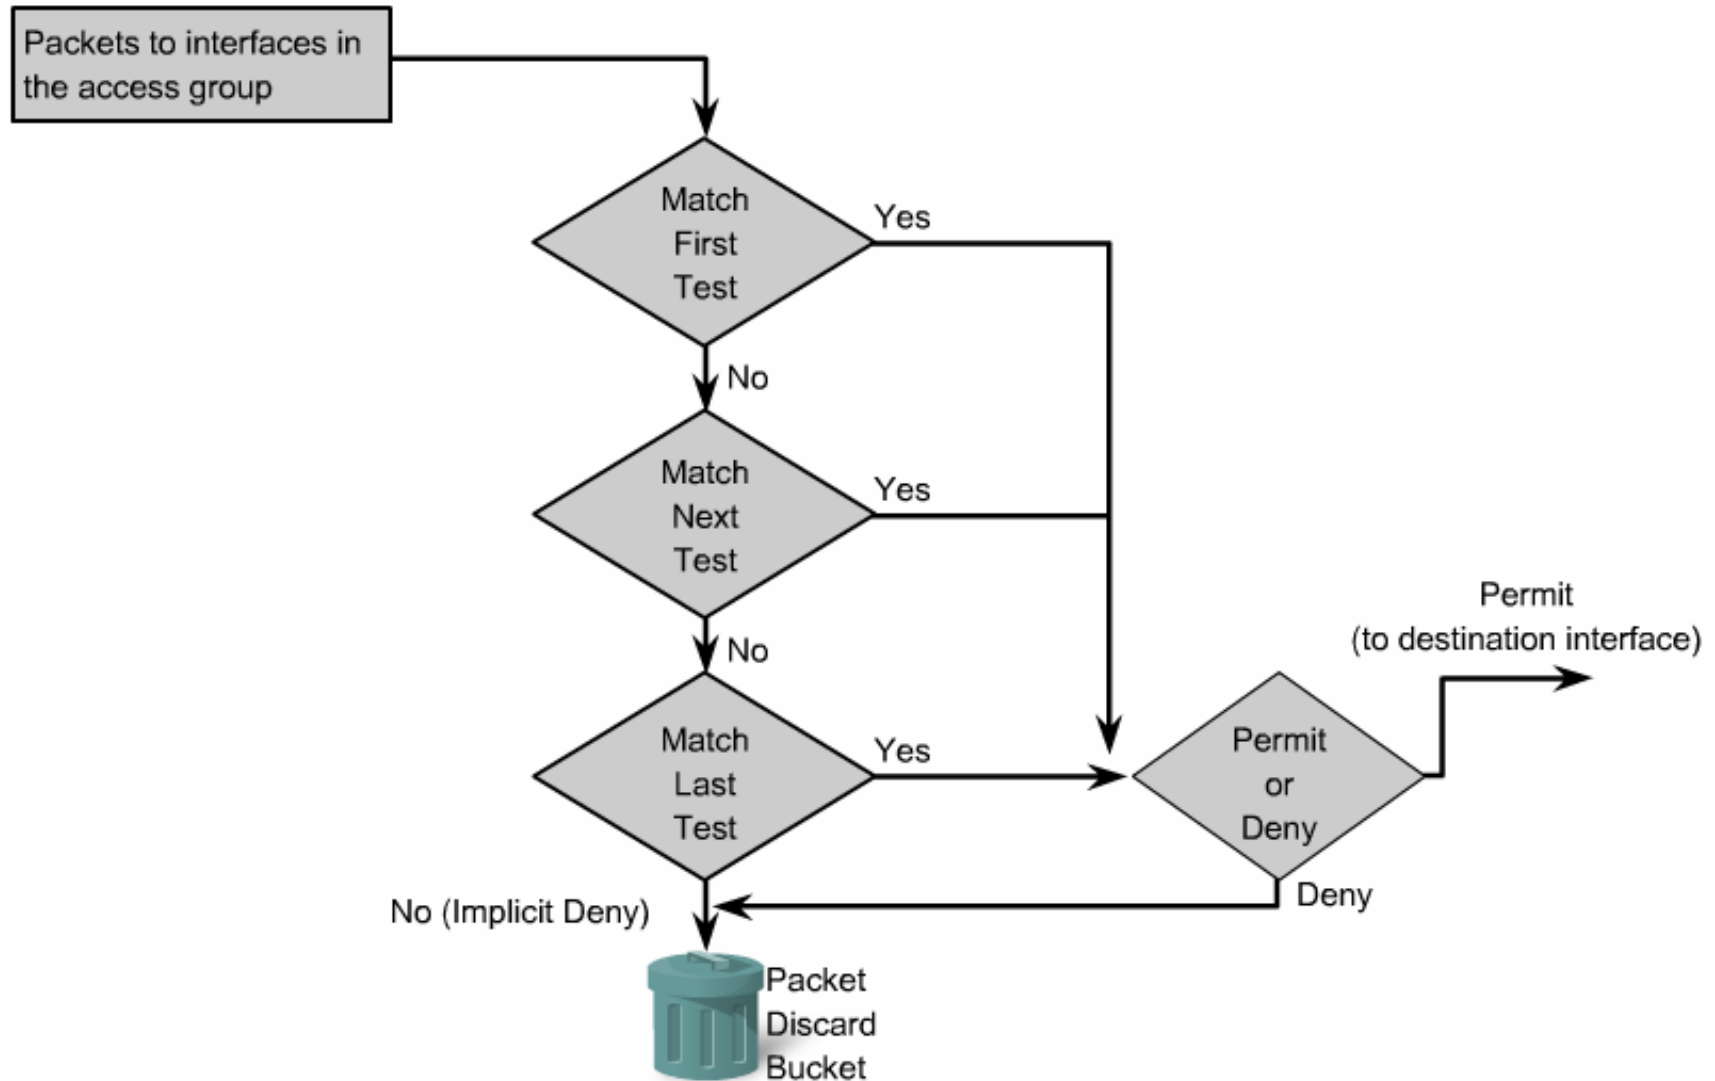 Packets to interfaces in
the access group
Match
First
Test
Yes
No
Match
Next
Test
Yes
No
Permit
(to destination interface)
Match
Last
Test
Yes
Permit
or
Deny
No (Implicit Deny)
Deny
Packet
Discard
Bucket